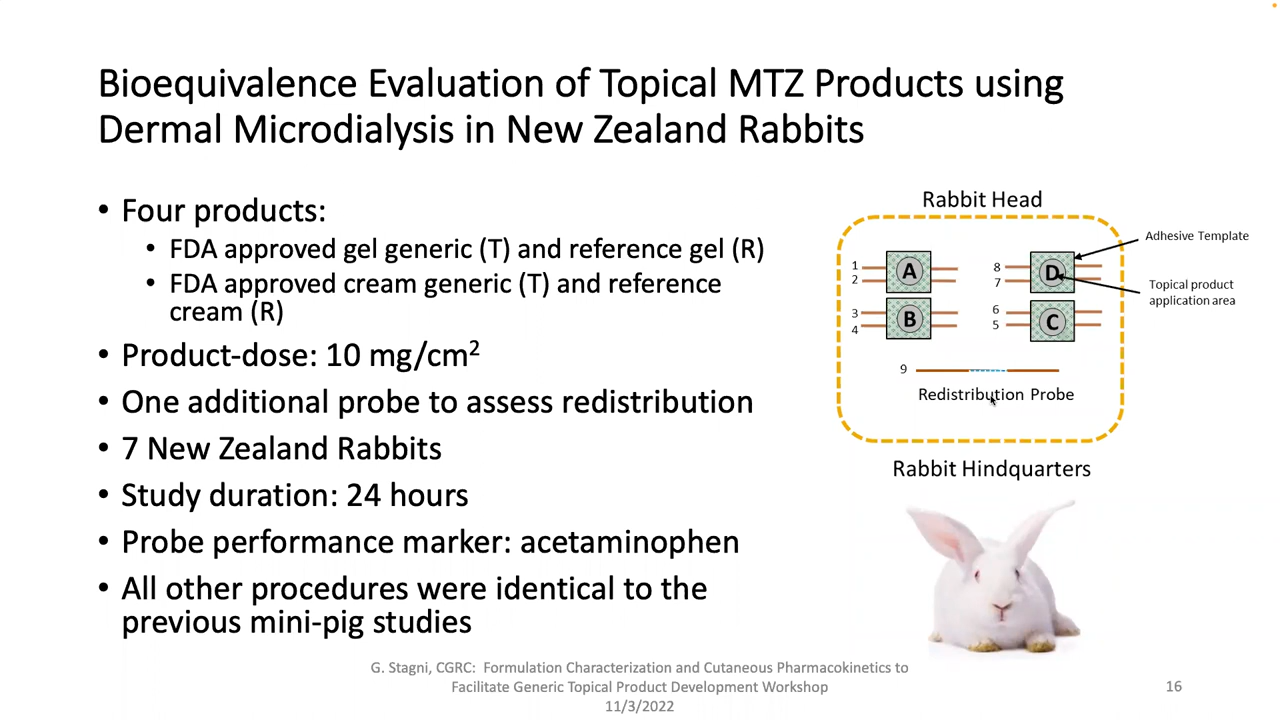 Bioequivalence Evaluation of Topical MTZ Products using
Dermal Microdialysis in New Zealand Rabbits
• Four products:
• FDA approved gel generic (T) and reference gel (R)
• FDA approved cream generic (T) and reference
cream (R)
• Product-dose: 10 mg/cm²
• One additional probe to assess redistribution
• 7 New Zealand Rabbits
• Study duration: 24 hours
• Probe performance marker: acetaminophen
• All other procedures were identical to the
previous mini-pig studies
Rabbit Head
Adhesive Template
Topical product
application area
1
2
A
8
7
D
3
4
B
6
5
C
9
Redistribution Probe
Rabbit Hindquarters
G. Stagni, CGRC: Formulation Characterization and Cutaneous Pharmacokinetics to
Facilitate Generic Topical Product Development Workshop
11/3/2022
16